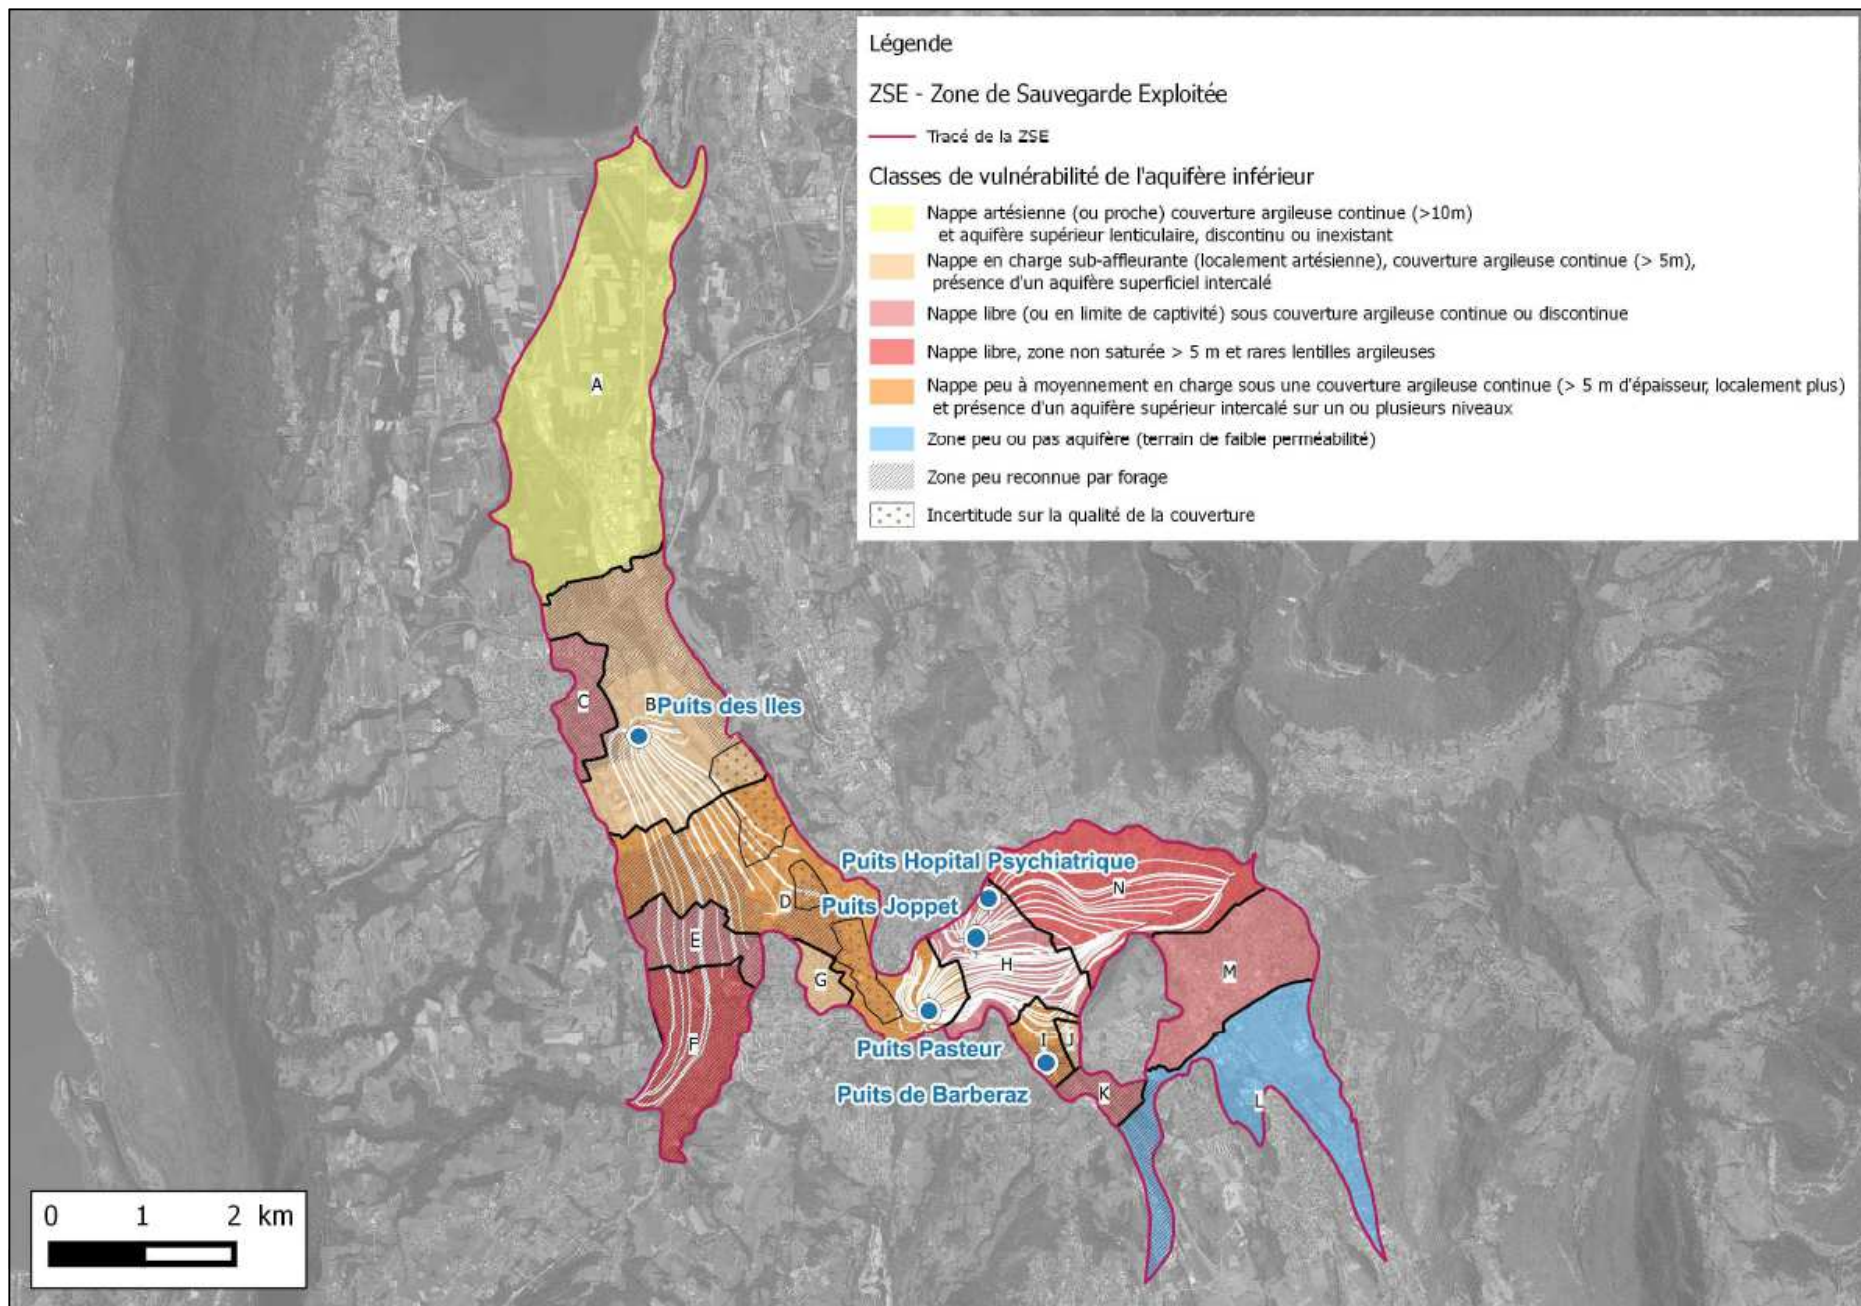 Légende
ZSE - Zone de Sauvegarde Exploitée
Tracé de la ZSE
Classes de vulnérabilité de l'aquifère inférieur
Nappe artésienne (ou proche) couverture argileuse continue (>10m)
et aquifère supérieur lenticulaire, discontinu ou inexistant
Nappe en charge sub-affleurante (localement artésienne), couverture argileuse continue (> 5m),
présence d'un aquifère superficiel intercalé
Nappe libre (ou en limite de captivité) sous couverture argileuse continue ou discontinue
Nappe libre, zone non saturée > 5 m et rares lentilles argileuses
Nappe peu à moyennement en charge sous une couverture argileuse continue (> 5 m d'épaisseur, localement plus)
et présence d'un aquifère supérieur intercalé sur un ou plusieurs niveaux
Zone peu ou pas aquifère (terrain de faible perméabilité)
Zone peu reconnue par forage
Incertitude sur la qualité de la couverture
A
C
B
Puits des Iles
Puits Hopital Psychiatrique
N
D
Puits Joppet
E
H
M
G
F
Puits Pasteur
I
J
Puits de Barberaz
K
L
0 1 2 km